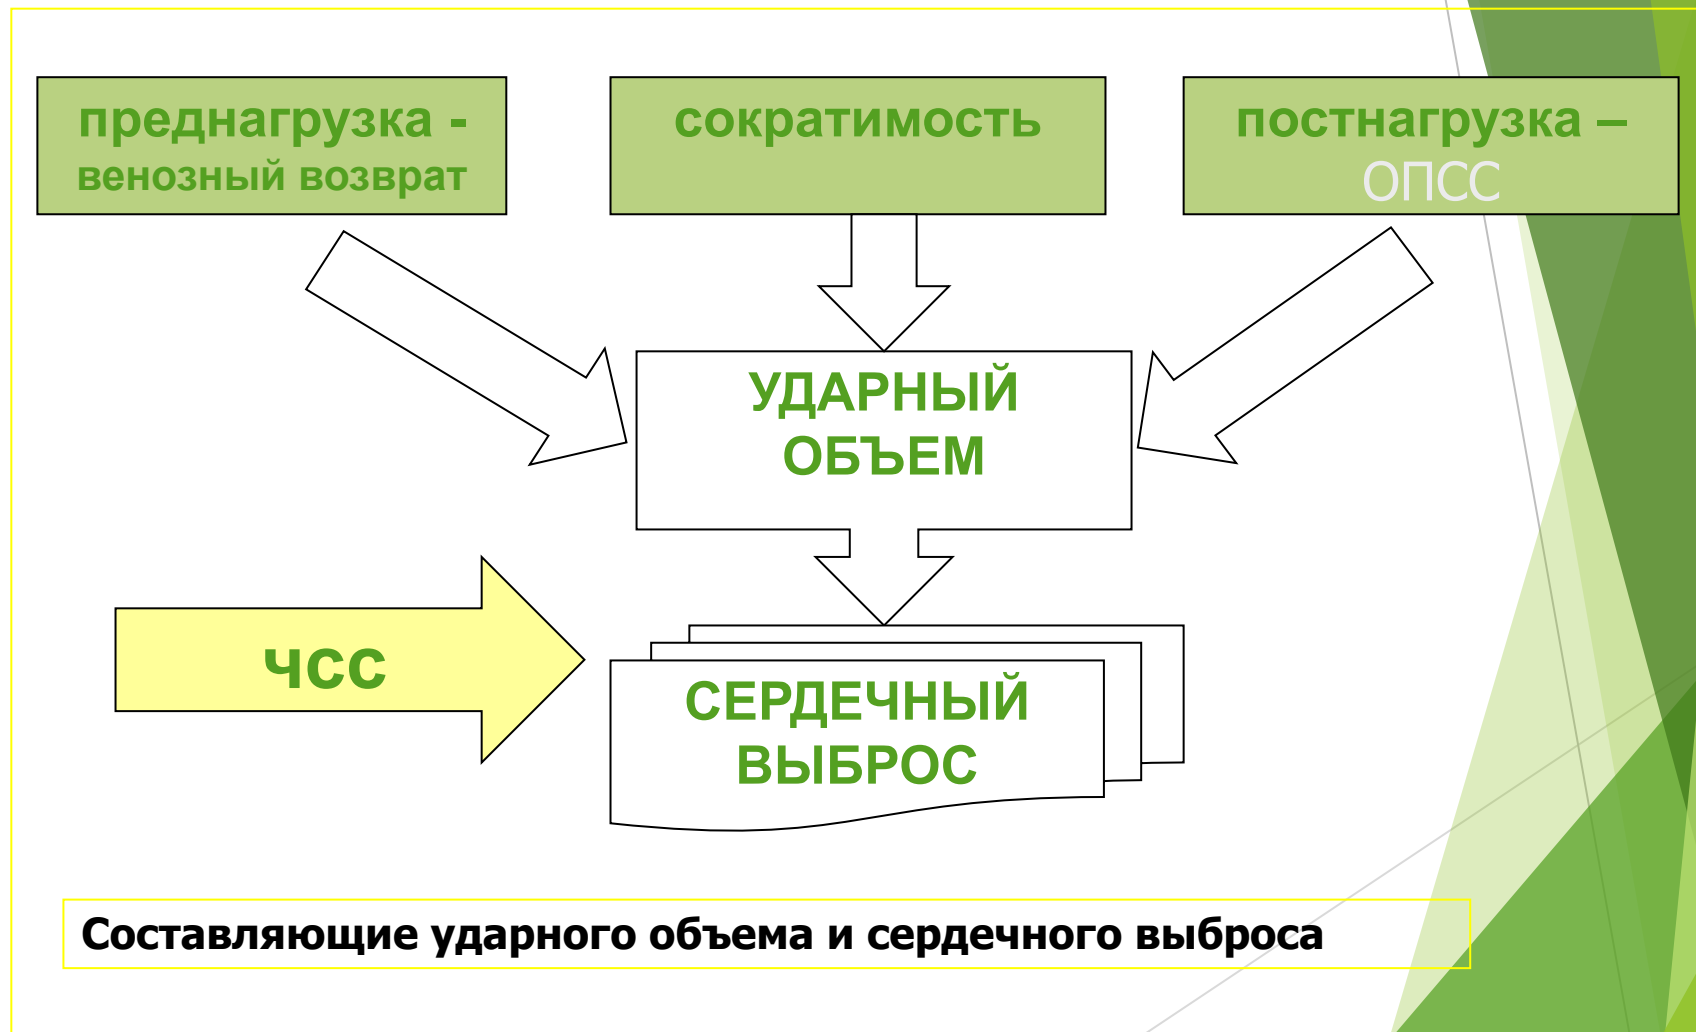 преднагрузка -
венозный возврат
сократимость
постнагрузка –
ОПСС
УДАРНЫЙ
ОБЪЕМ
чсс
СЕРДЕЧНЫЙ
ВЫБРОС
Составляющие ударного объема и сердечного выброса